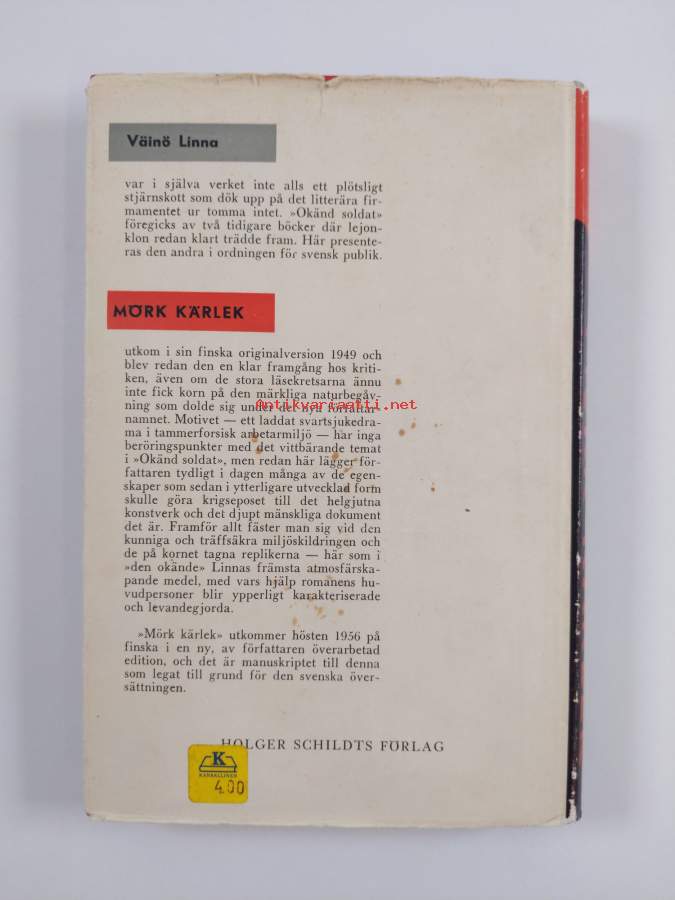 Väinö Linna
var i själva verket inte alls ett plötsligt
stjärnskott som dök upp på det litterära fir-
mamentet ur tomma intet. »Okänd soldat»
föregicks av två tidigare böcker där lejon-
klon redan klart trädde fram. Här presente-
ras den andra i ordningen för svensk publik.
MÖRK KÄRLEK
utkom i sin finska originalversion 1949 och
blev redan den en klar framgång hos kriti-
ken, även om de stora läsekretsarna ännu
inte fick korn på den märkliga naturbegåv-
ning som dolde sig under det nya författar-
namnet. Motivet — ett laddat svartsjukedra-
ma i tammerforsisk arbetarmiljö — har inga
beröringspunkter med det vittbärande temat
i »Okänd soldat», men redan här lägger för-
fattaren tydligt i dagen många av de egen-
skaper som sedan i ytterligare utvecklad form
skulle göra krigseposet till det helgjutna
konstverk och det djupt mänskliga dokument
det är. Framför allt fäster man sig vid den
kunniga och träffsäkra miljöskildringen och
de på kornet tagna replikerna — här som i
»den okände» Linnas främsta atmosfärska-
pande medel, med vars hjälp romanens hu-
vudpersoner blir ypperligt karakteriserade
och levandegjorda.
»Mörk kärlek» utkommer hösten 1956 på
finska i en ny, av författaren överarbetad
edition, och det är manuskriptet till denna
som legat till grund för den svenska över-
sättningen.
HOLGER SCHILDTS FÖRLAG
K
KANSALLINEN
4.00
Antikvariaatti.net